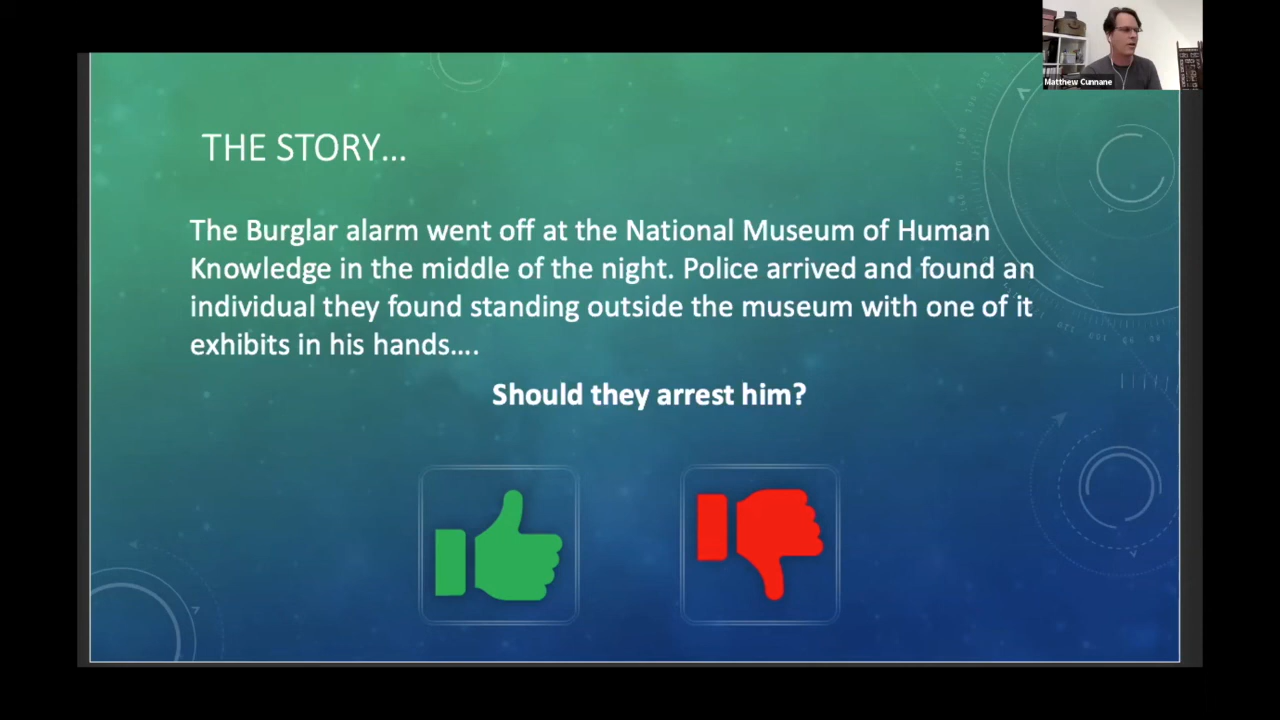 Matthew Cunnane
THE STORY...
The Burglar alarm went off at the National Museum of Human
Knowledge in the middle of the night. Police arrived and found an
individual they found standing outside the museum with one of it
exhibits in his hands....
Should they arrest him?